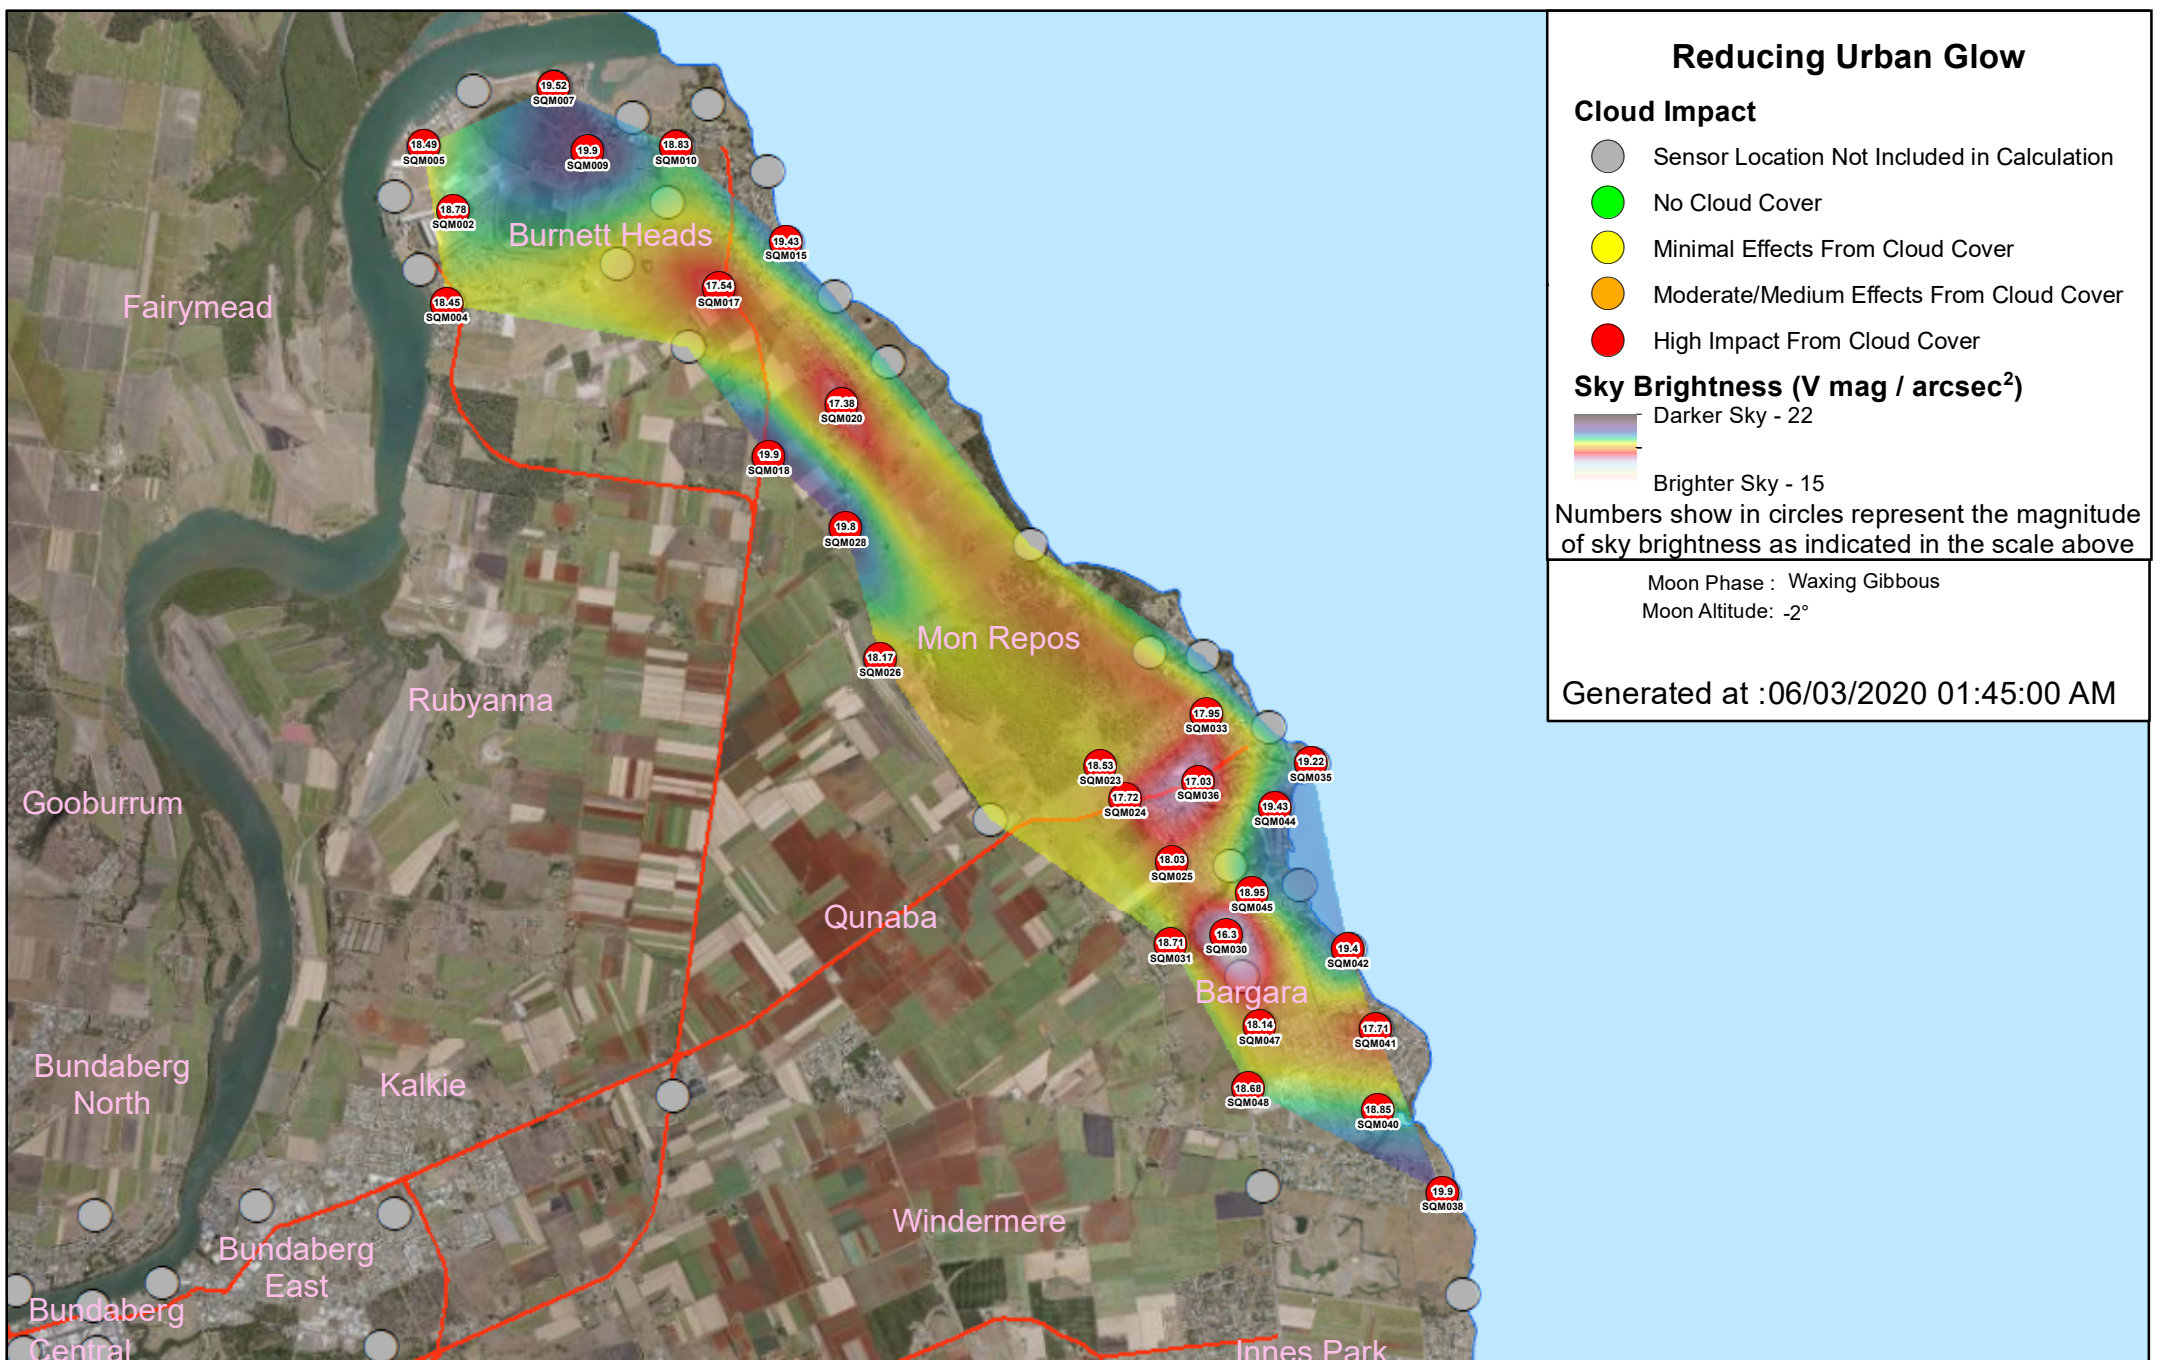 Reducing Urban Glow
Cloud Impact
Sensor Location Not Included in Calculation
No Cloud Cover
Minimal Effects From Cloud Cover
Moderate/Medium Effects From Cloud Cover
High Impact From Cloud Cover
Sky Brightness (V mag / arcsec²)
Darker Sky - 22
Brighter Sky - 15
Numbers show in circles represent the magnitude
of sky brightness as indicated in the scale above
Moon Phase : Waxing Gibbous
Moon Altitude: -2°
Generated at :06/03/2020 01:45:00 AM
19.52
SQM007
18.49
SQM005
19.9
SQM009
18.83
SQM010
18.78
SQM002
Burnett Heads
19.43
SQM015
17.54
SQM017
18.45
SQM004
Fairymead
17.38
SQM020
19.9
SQM018
19.8
SQM028
Mon Repos
18.17
SQM026
Rubyanna
17.95
SQM033
18.53
SQM023
17.03
SQM036
19.22
SQM035
17.72
SQM024
19.43
SQM044
Gooburrum
18.03
SQM025
18.95
SQM045
Qunaba
16.3
SQM030
18.71
SQM031
19.4
SQM042
Bargara
18.14
SQM047
17.71
SQM041
Bundaberg
North
Kalkie
18.68
SQM048
18.85
SQM040
19.9
SQM038
Windermere
Bundaberg
East
Bundaberg
Central
Innes Park